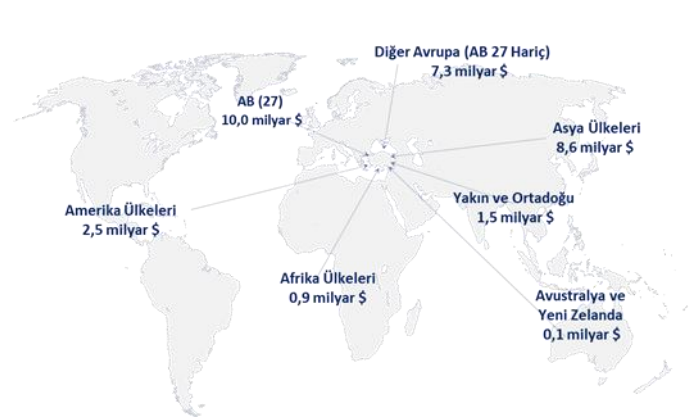 Diğer Avrupa (AB 27 Hariç)
7,3 milyar $
AB (27)
10,0 milyar $
Asya Ülkeleri
8,6 milyar $
Yakın ve Ortadoğu
1,5 milyar $
Amerika Ülkeleri
2,5 milyar $
Afrika Ülkeleri
0,9 milyar $
Avustralya ve
Yeni Zelanda
0,1 milyar $